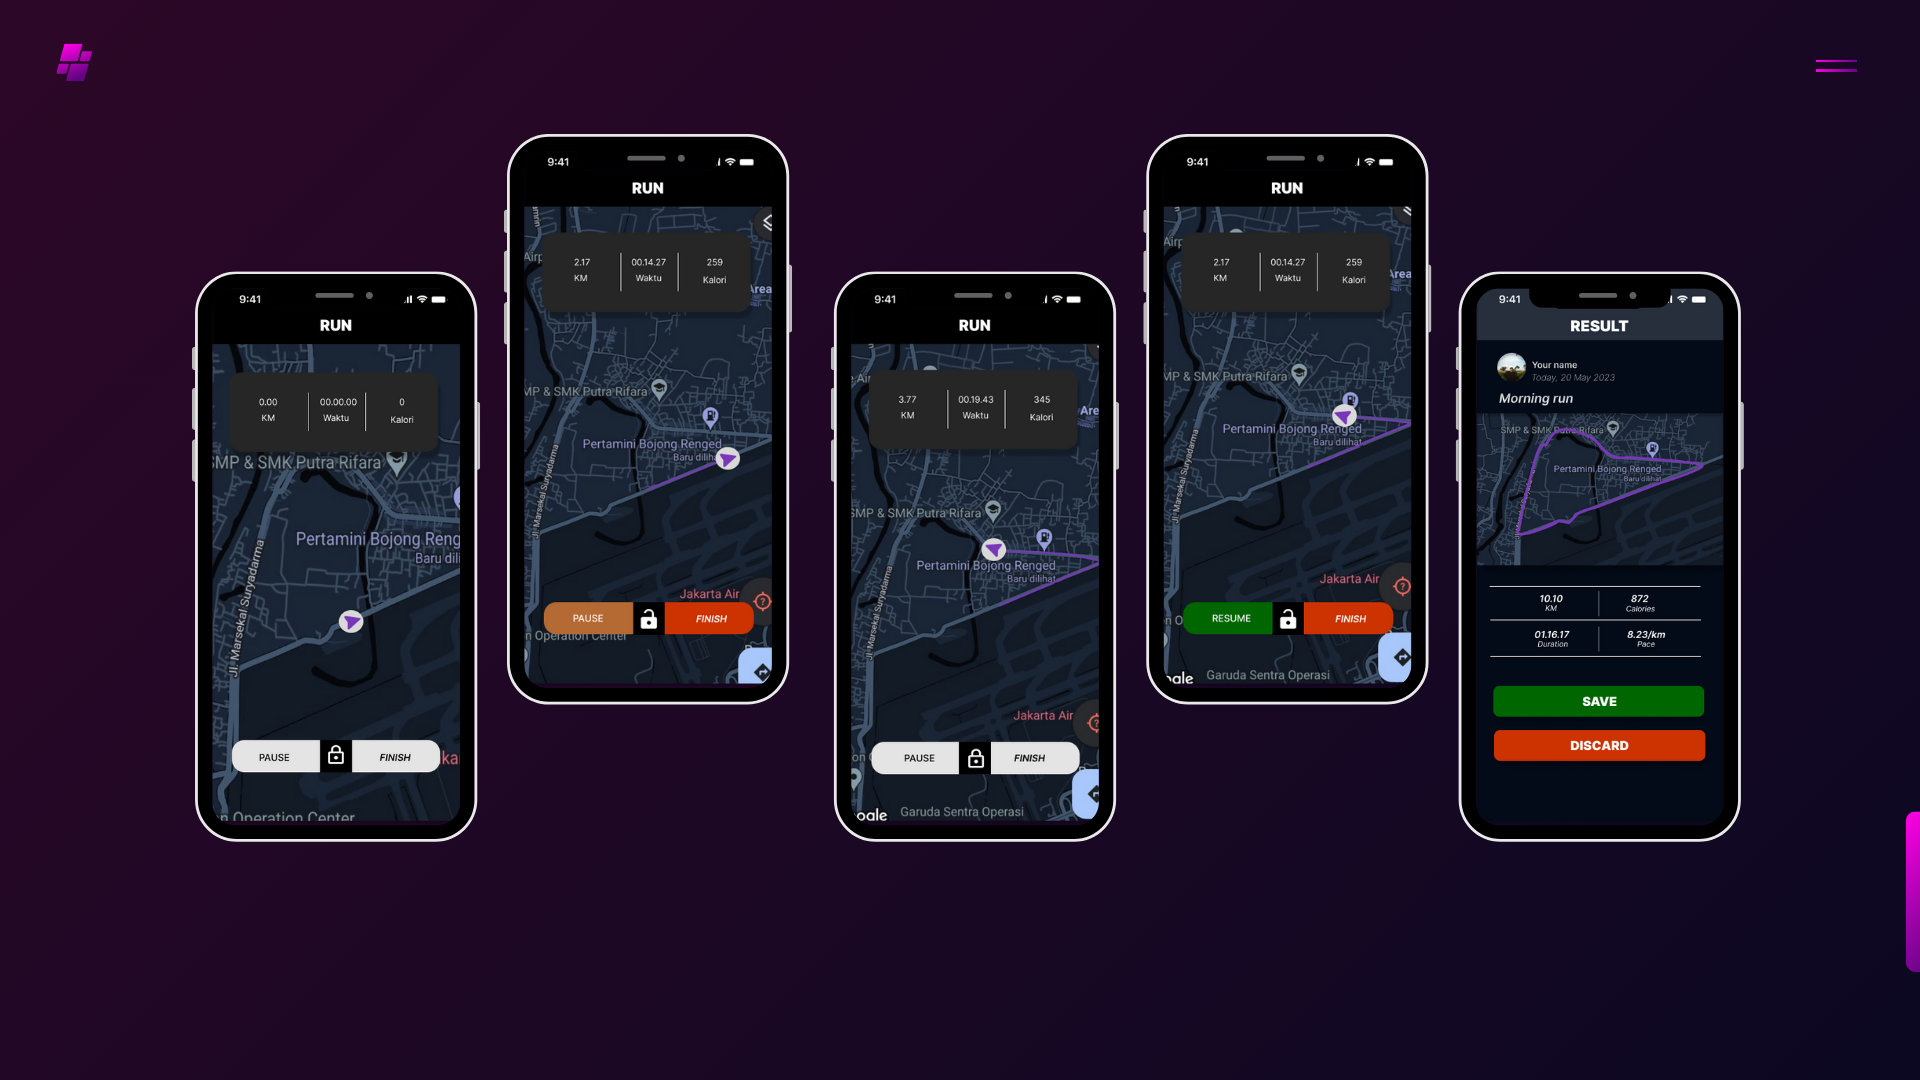 9:41
RUN
0.00
KM
00.00.00
Waktu
0
Kalori
SMP & SMK Putra Rifara
Pertamini Bojong Reng
Baru dili
Jl. Marsekal Suryadarma
PAUSE
FINISH
n Operation Center
9:41
RUN
2.17
KM
00.14.27
Waktu
259
Kalori
Airp
Area
MP & SMK Putra Rifara
Pertamini Bojong Renged
Baru dilihat
Jl. Marsekal Suryadarma
Jakarta Air
PAUSE
FINISH
n Operation Center
9:41
RUN
3.77
KM
00.19.43
Waktu
345
Kalori
Air
Are
SMP & SMK Putra Rifara
Pertamini Bojong Renged
Baru dilihat
Jl. Marsekal Suryadarma
Jakarta Air
PAUSE
FINISH
on
ogle
Garuda Sentra Operasi
9:41
RUN
2.17
KM
00.14.27
Waktu
259
Kalori
Airp
Area
MP & SMK Putra Rifara
Pertamini Bojong Renged
Baru dilihat
Jl. Marsekal Suryadarma
Jakarta Air
RESUME
FINISH
n O
ogle
Garuda Sentra Operasi
9:41
RESULT
Your name
Today, 20 May 2023
Morning run
SMP & SMK Putra Rifara
Pertamini Bojong Renged
Baru dilihat
10.10
KM
872
Calories
01.16.17
Duration
8.23/km
Pace
SAVE
DISCARD